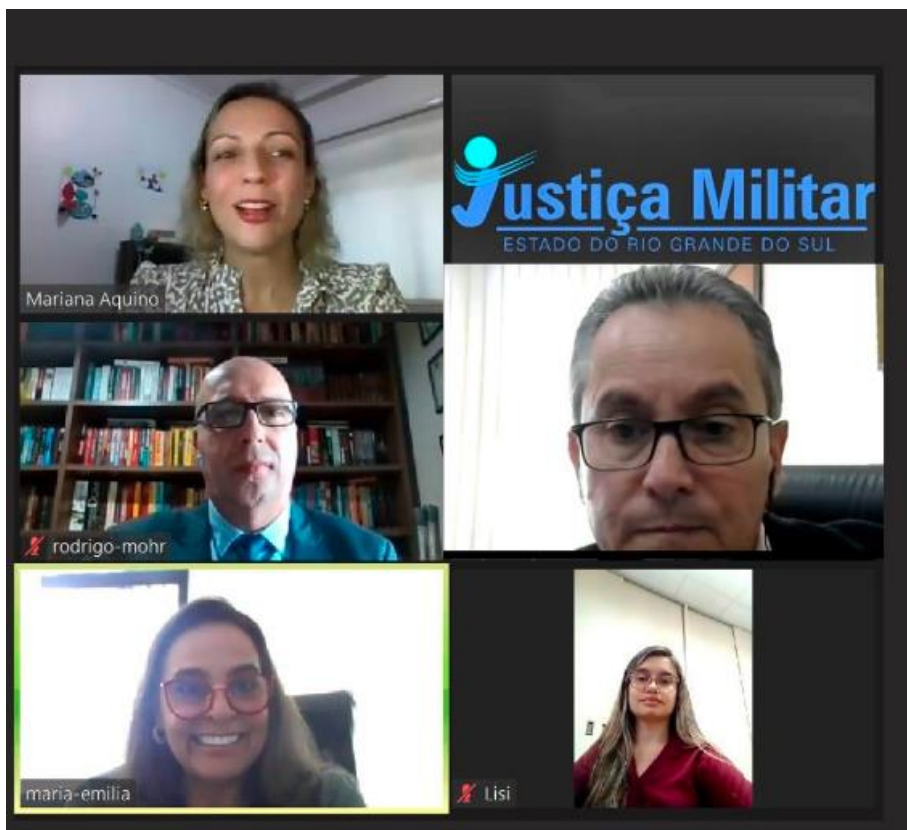 Justiça Militar
ESTADO DO RIO GRANDE DO SUL
Mariana Aquino
rodrigo-mohr
maria-emilia
Lisi